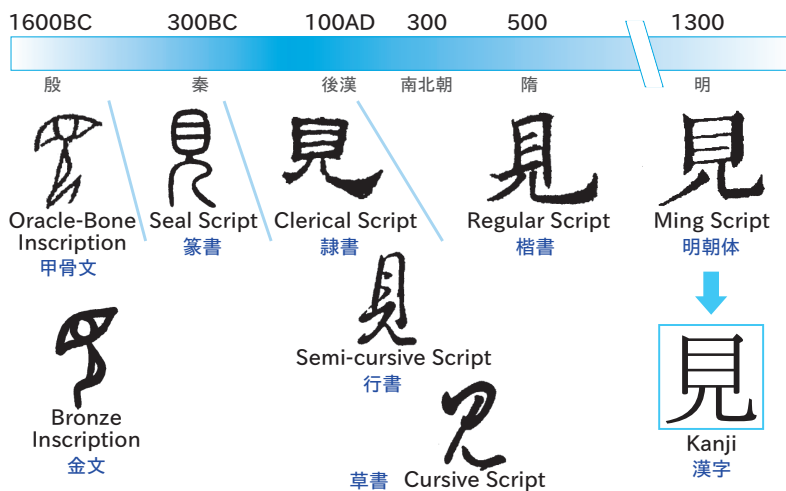 1600BC 300BC 100AD 300 500 1300
殷 秦 後漢 南北朝 隋 明
見 見 見 見 見
Oracle-Bone Inscription
甲骨文
Seal Script
篆書
Clerical Script
隷書
Regular Script
楷書
Ming Script
明朝体
見
Bronze
Inscription
金文
見
Semi-cursive Script
行書
見
草書 Cursive Script
見
Kanji
漢字